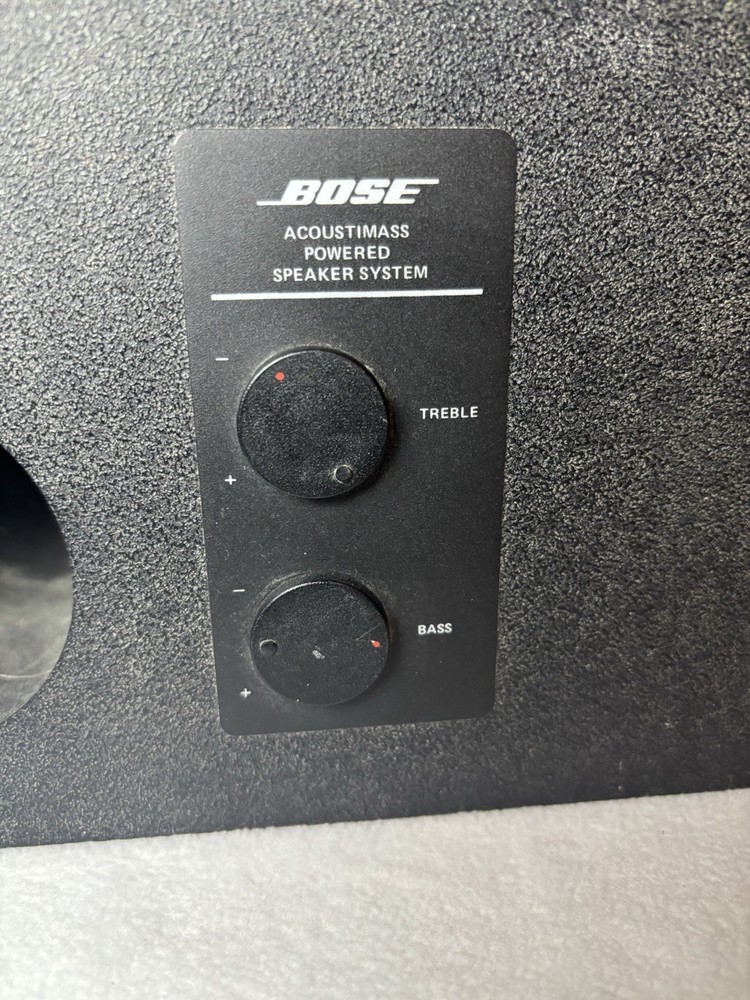 BOSE
ACOUSTIMASS
POWERED
SPEAKER SYSTEM
−
TREBLE
+
−
BASS
+